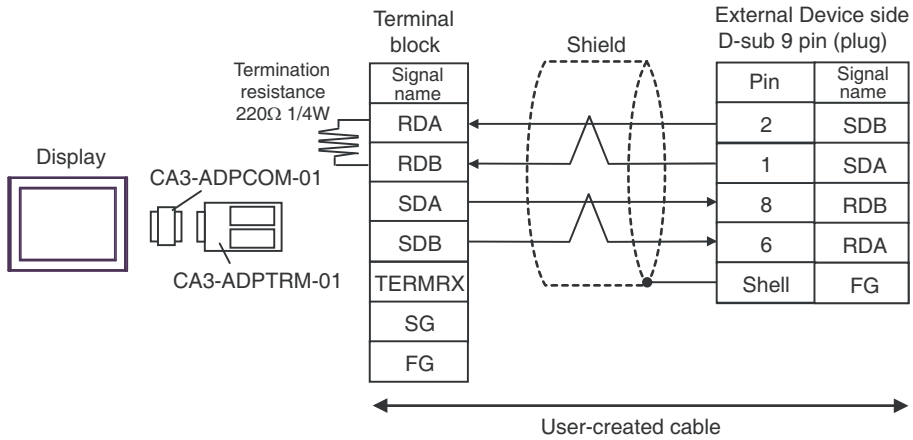 Terminal
block
External Device side
D-sub 9 pin (plug)
Shield
Termination
resistance
220Ω 1/4W
Signal
name
Pin
Signal
name
RDA
2
SDB
RDB
1
SDA
SDA
8
RDB
SDB
6
RDA
TERMRX
Shell
FG
SG
FG
Display
CA3-ADPCOM-01
CA3-ADPTRM-01
User-created cable